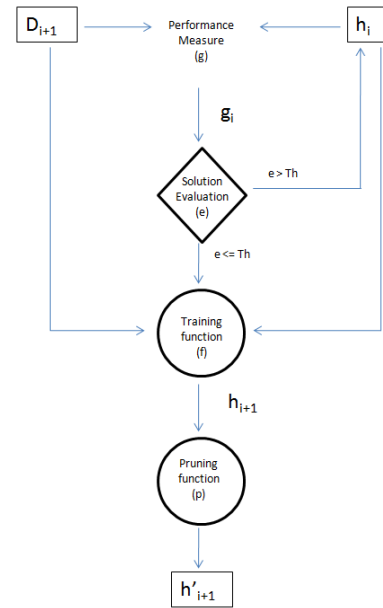 D_{i+1}
Performance
Measure
(g)
h_i
g_i
Solution
Evaluation
(e)
e > Th
e <= Th
Training
function
(f)
h_{i+1}
Pruning
function
(p)
h'_{i+1}